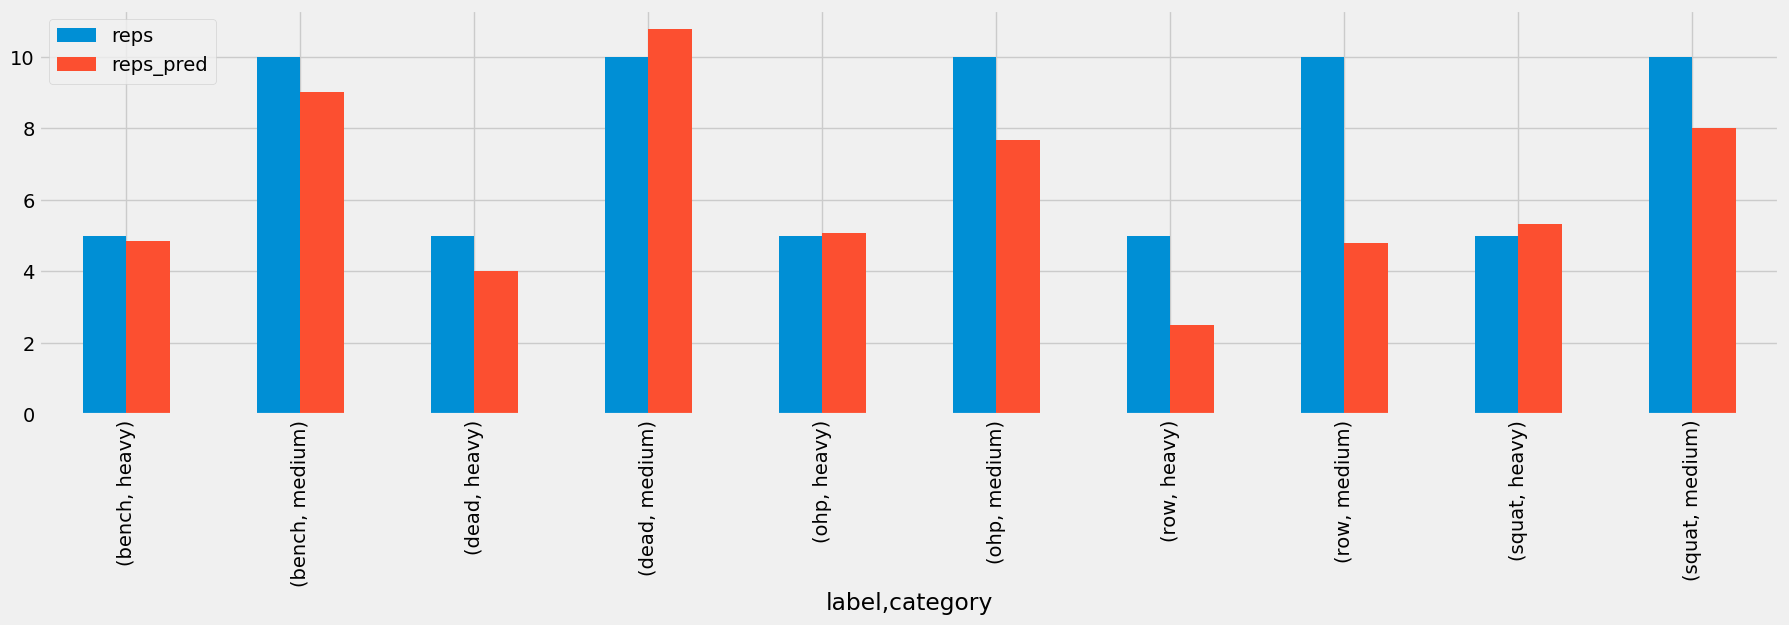 reps
reps_pred
10
8
6
4
2
0
(bench, heavy)
(bench, medium)
(dead, heavy)
(dead, medium)
(ohp, heavy)
(ohp, medium)
(row, heavy)
(row, medium)
(squat, heavy)
(squat, medium)
label,category